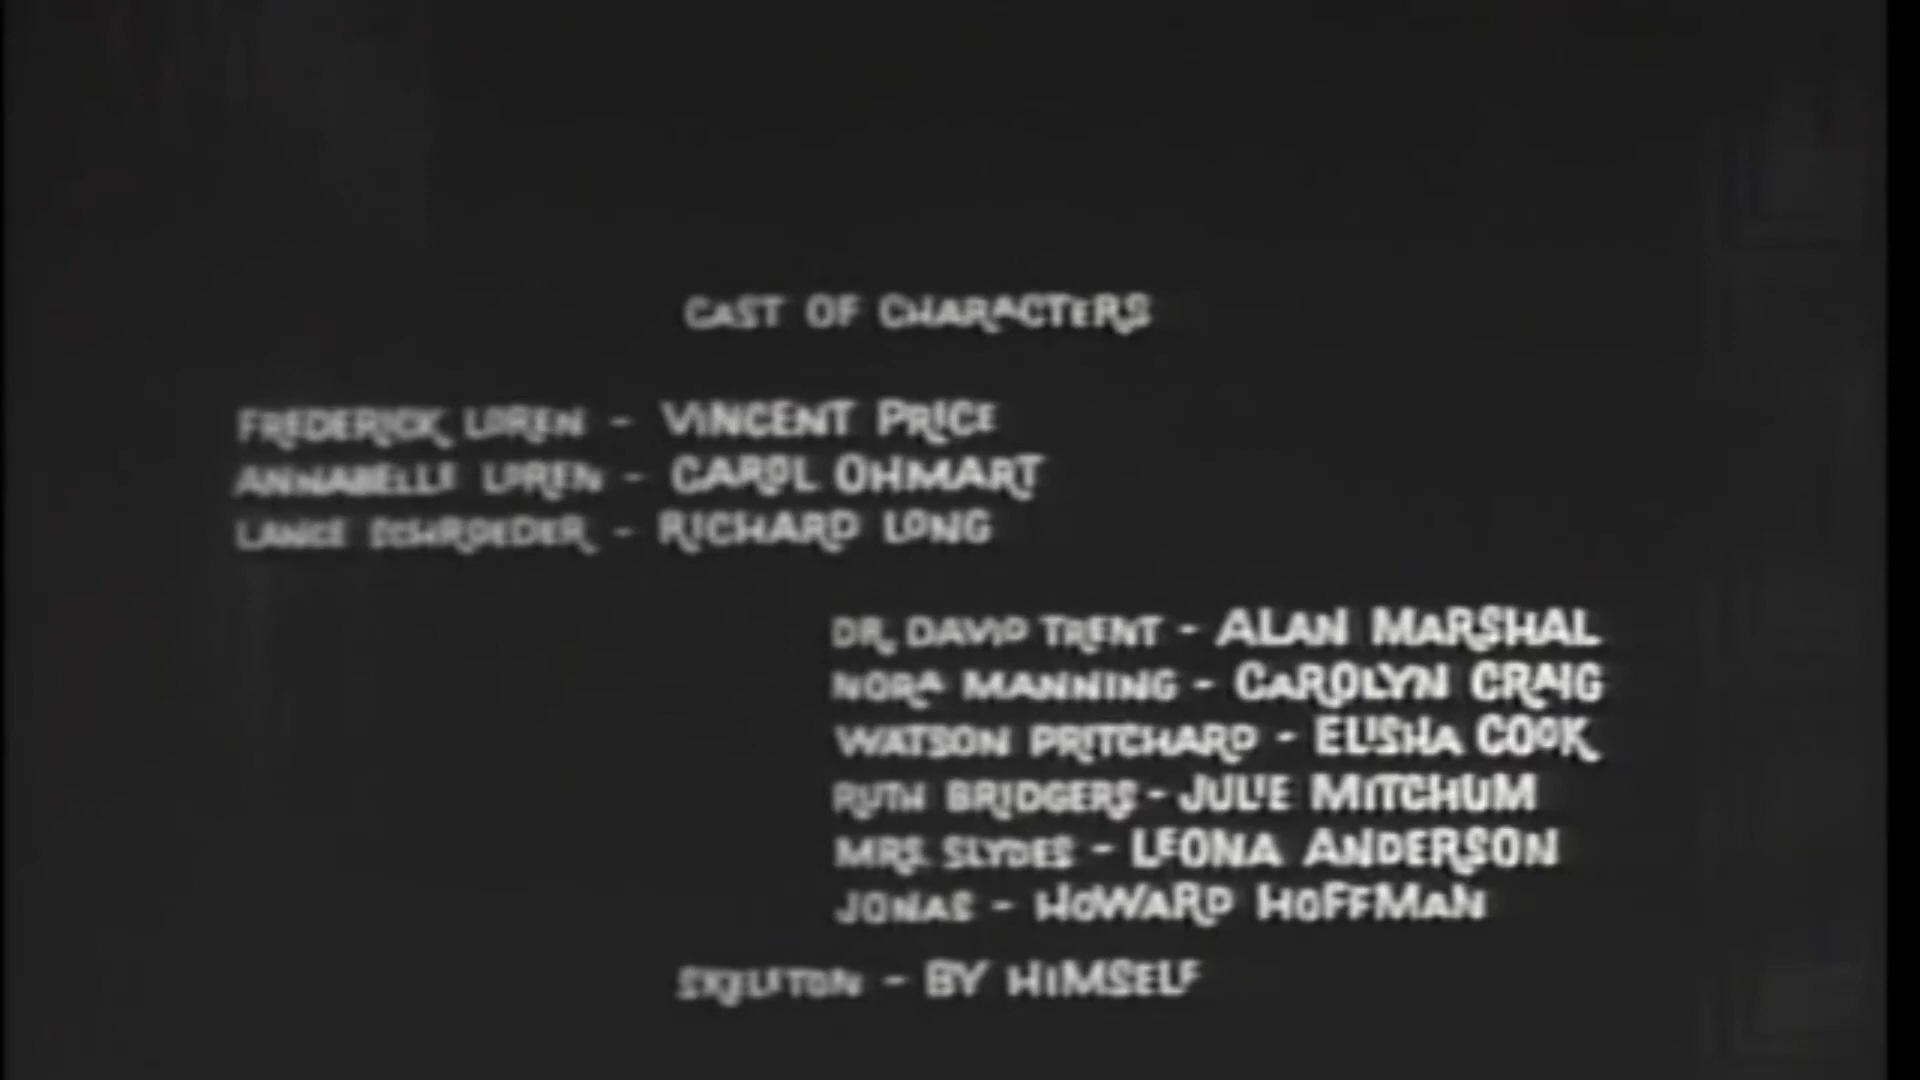 CAST OF CHARACTERS
FREDERICK LOREN - VINCENT PRICE
ANNABELLE LOREN - CAROL OHMART
LANCE SCHROEDER - RICHARD LONG
DR. DAVID TRENT - ALAN MARSHAL
NORA MANNING - CAROLYN CRAIG
WATSON PRITCHARD - ELISHA COOK
RUTH BRIDGERS - JULIE MITCHUM
MRS. SLYDES - LEONA ANDERSON
JONAS - HOWARD HOFFMAN
SKELETON - BY HIMSELF